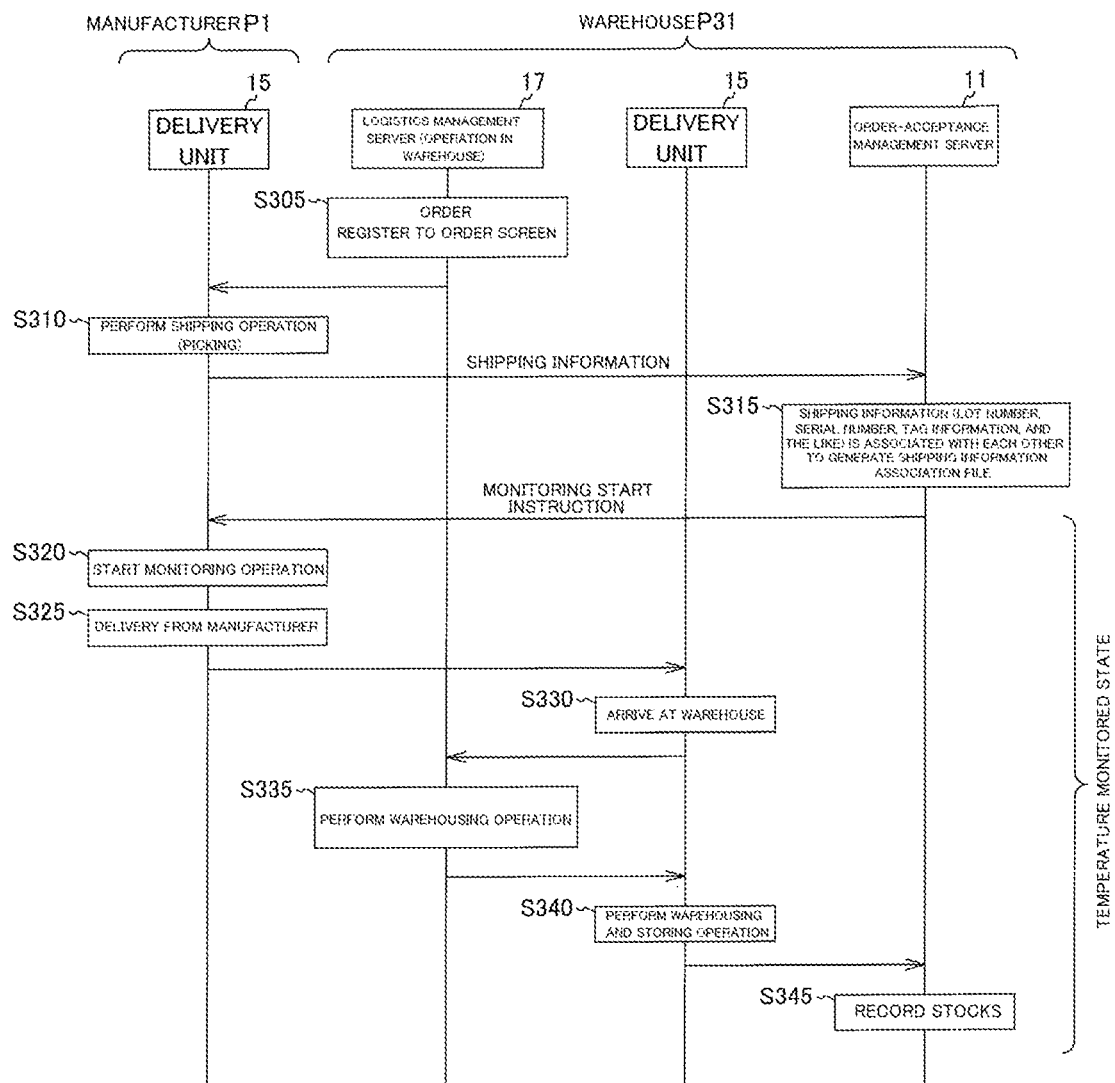 MANUFACTURER P1
WAREHOUSE P31
15
17
15
11
DELIVERY
UNIT
LOGISTICS MANAGEMENT
SERVER (OPERATION IN
WAREHOUSE)
DELIVERY
UNIT
ORDER-ACCEPTANCE
MANAGEMENT SERVER
S305
ORDER
REGISTER TO ORDER SCREEN
S310
PERFORM SHIPPING OPERATION
(PICKING)
SHIPPING INFORMATION
S315
SHIPPING INFORMATION (LOT NUMBER,
SERIAL NUMBER, TAG INFORMATION, AND
THE LIKE) IS ASSOCIATED WITH EACH OTHER
TO GENERATE SHIPPING INFORMATION
ASSOCIATION FILE
MONITORING START
INSTRUCTION
S320
START MONITORING OPERATION
S325
DELIVERY FROM MANUFACTURER
S330
ARRIVE AT WAREHOUSE
S335
PERFORM WAREHOUSING OPERATION
S340
PERFORM WAREHOUSING
AND STORING OPERATION
S345
RECORD STOCKS
TEMPERATURE MONITORED STATE